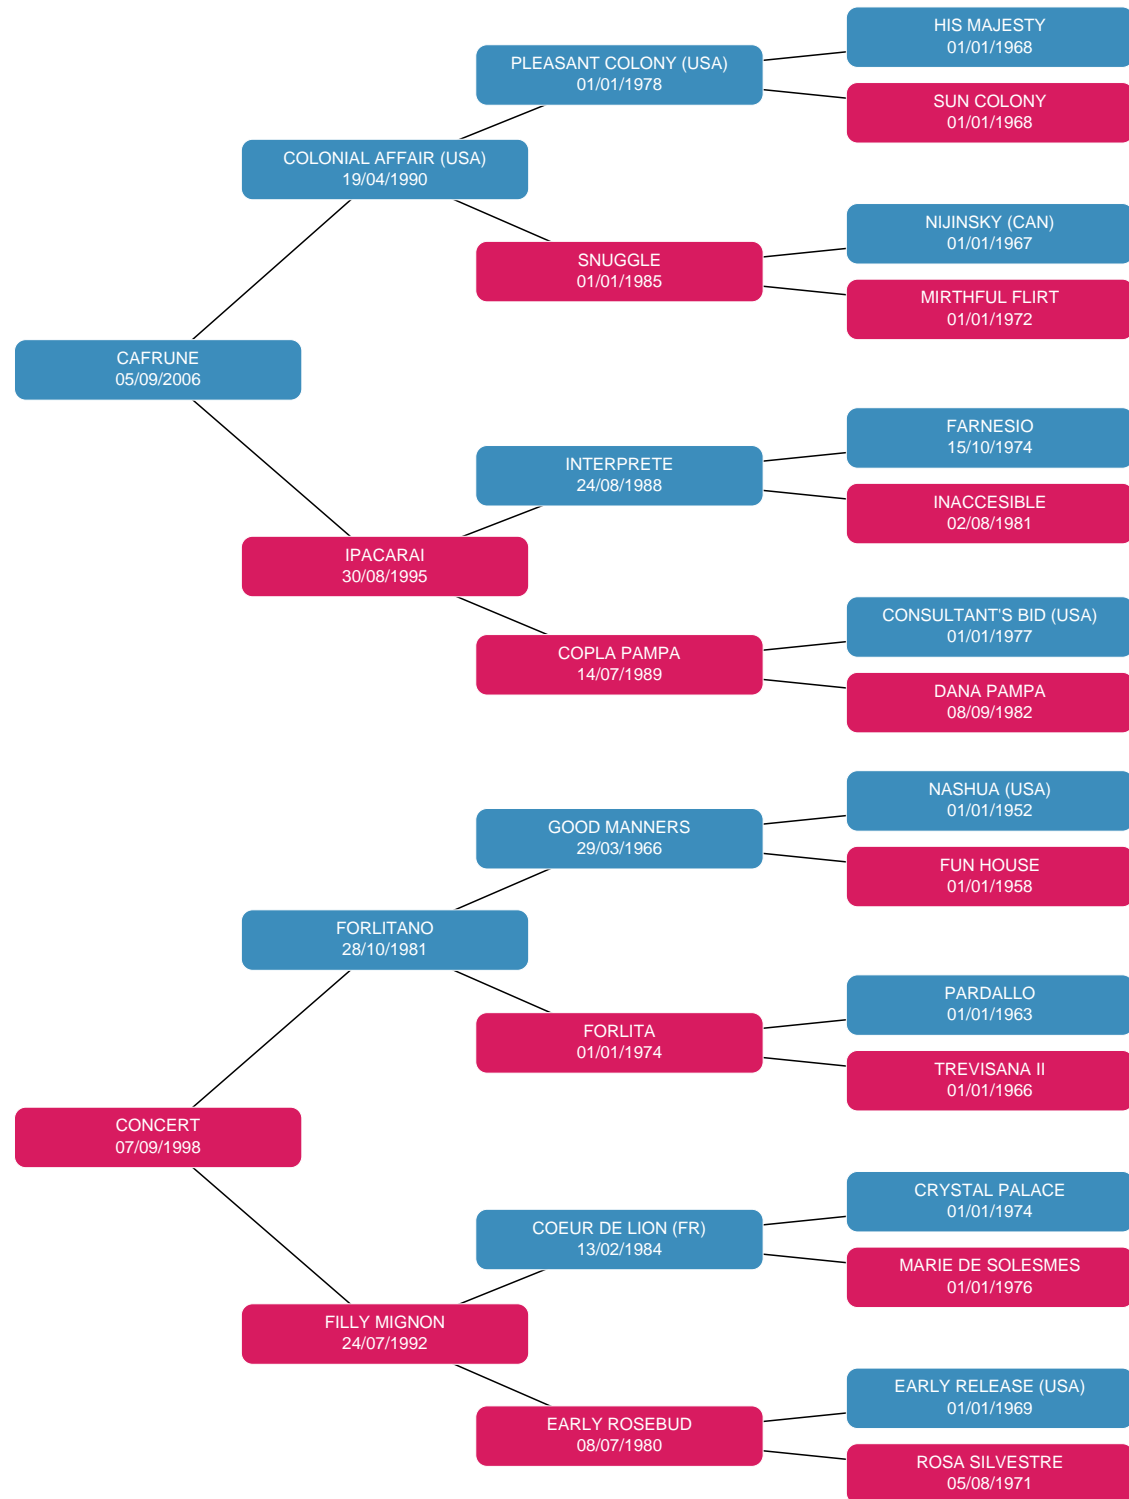 HIS MAJESTY
01/01/1968
PLEASANT COLONY (USA)
01/01/1978
SUN COLONY
01/01/1968
COLONIAL AFFAIR (USA)
19/04/1990
NIJINSKY (CAN)
01/01/1967
SNUGGLE
01/01/1985
MIRTHFUL FLIRT
01/01/1972
CAFRUNE
05/09/2006
FARNESIO
15/10/1974
INTERPRETE
24/08/1988
INACCESIBLE
02/08/1981
IPACARAI
30/08/1995
CONSULTANT'S BID (USA)
01/01/1977
COPLA PAMPA
14/07/1989
DANA PAMPA
08/09/1982
NASHUA (USA)
01/01/1952
GOOD MANNERS
29/03/1966
FUN HOUSE
01/01/1958
FORLITANO
28/10/1981
PARDALLO
01/01/1963
FORLITA
01/01/1974
TREVISANA II
01/01/1966
CONCERT
07/09/1998
CRYSTAL PALACE
01/01/1974
COEUR DE LION (FR)
13/02/1984
MARIE DE SOLESMES
01/01/1976
FILLY MIGNON
24/07/1992
EARLY RELEASE (USA)
01/01/1969
EARLY ROSEBUD
08/07/1980
ROSA SILVESTRE
05/08/1971